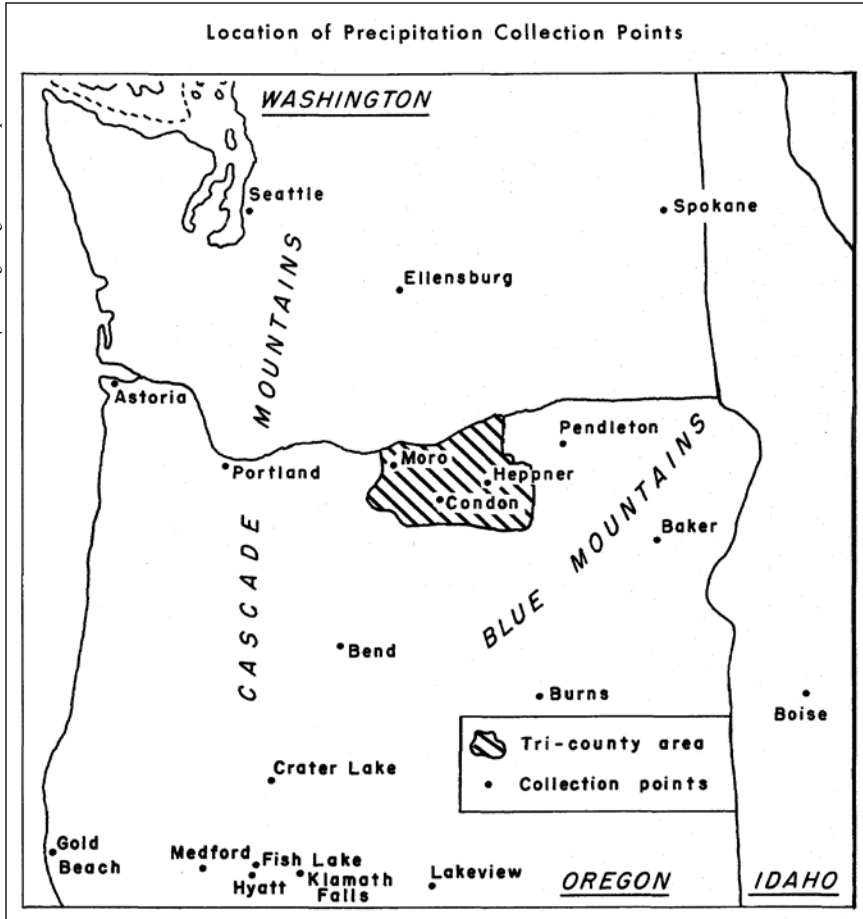 Location of Precipitation Collection Points
WASHINGTON
Seattle
Spokane
MOUNTAINS
Ellensburg
Astoria
Pendleton
Moro
Portland
Heppner
Condon
CASCADE
BLUE MOUNTAINS
Baker
Bend
Burns
Boise
Tri-county area
Collection points
Crater Lake
Gold
Beach
Medford
Fish Lake
Hyatt
Klamath
Falls
Lakeview
OREGON
IDAHO